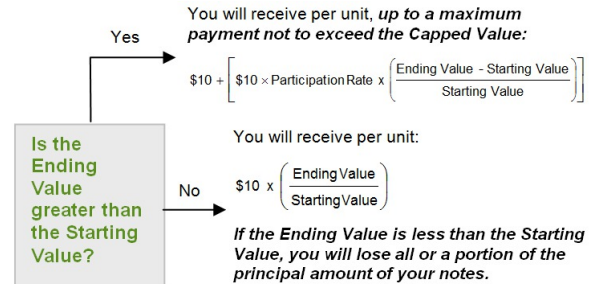 You will receive per unit, up to a maximum
payment not to exceed the Capped Value:
Yes
$10 + [ $10 × Participation Rate x ( Ending Value - Starting Value / Starting Value ) ]
Is the
Ending
Value
greater than
the Starting
Value?
You will receive per unit:
No
$10 x ( Ending Value / Starting Value )
If the Ending Value is less than the Starting
Value, you will lose all or a portion of the
principal amount of your notes.